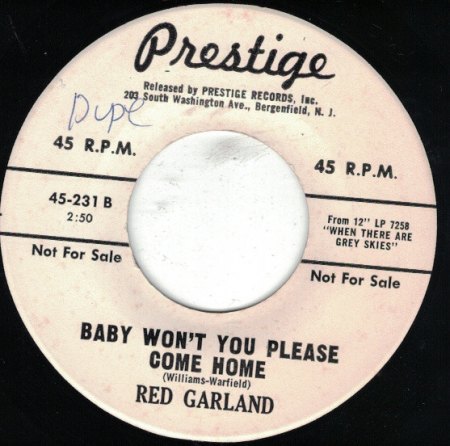 Prestige
Released by PRESTIGE RECORDS, Inc.
203 South Washington Ave., Bergenfield, N. J.
Dupe
45 R.P.M.
45 R.P.M.
45-231 B
2:50
From 12" LP 7258
"WHEN THERE ARE
GREY SKIES"
Not For Sale
Not For Sale
BABY WON'T YOU PLEASE
COME HOME
(Williams-Warfield)
RED GARLAND